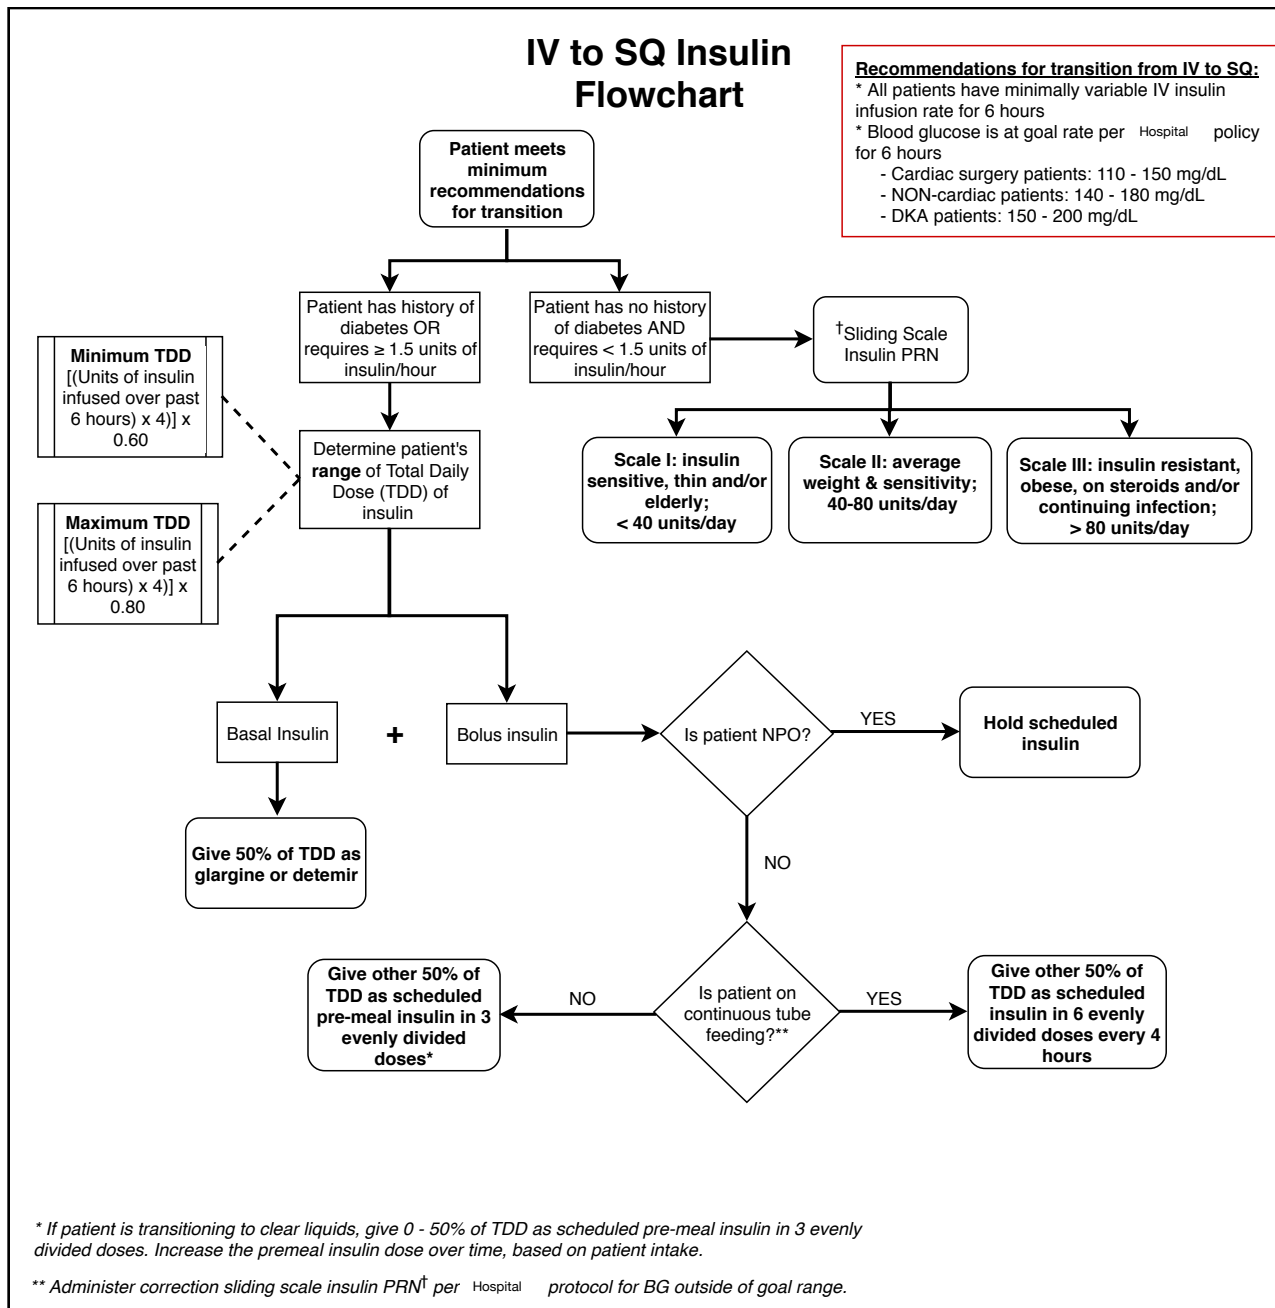 IV to SQ Insulin
Flowchart
Recommendations for transition from IV to SQ:
* All patients have minimally variable IV insulin
infusion rate for 6 hours
* Blood glucose is at goal rate per Hospital policy
for 6 hours
- Cardiac surgery patients: 110 - 150 mg/dL
- NON-cardiac patients: 140 - 180 mg/dL
- DKA patients: 150 - 200 mg/dL
Patient meets
minimum
recommendations
for transition
Patient has history of
diabetes OR
requires ≥ 1.5 units of
insulin/hour
Patient has no history
of diabetes AND
requires < 1.5 units of
insulin/hour
†Sliding Scale
Insulin PRN
Minimum TDD
[(Units of insulin
infused over past
6 hours) x 4)] x
0.60
Determine patient's
range of Total Daily
Dose (TDD) of
insulin
Maximum TDD
[(Units of insulin
infused over past
6 hours) x 4)] x
0.80
Scale I: insulin
sensitive, thin and/or
elderly;
< 40 units/day
Scale II: average
weight & sensitivity;
40-80 units/day
Scale III: insulin resistant,
obese, on steroids and/or
continuing infection;
> 80 units/day
Basal Insulin
+
Bolus insulin
Is patient NPO?
YES
Hold scheduled
insulin
Give 50% of TDD as
glargine or detemir
NO
Give other 50% of
TDD as scheduled
pre-meal insulin in 3
evenly divided
doses*
NO
Is patient on
continuous tube
feeding?**
YES
Give other 50% of
TDD as scheduled
insulin in 6 evenly
divided doses every 4
hours
* If patient is transitioning to clear liquids, give 0 - 50% of TDD as scheduled pre-meal insulin in 3 evenly
divided doses. Increase the premeal insulin dose over time, based on patient intake.
** Administer correction sliding scale insulin PRN† per Hospital protocol for BG outside of goal range.